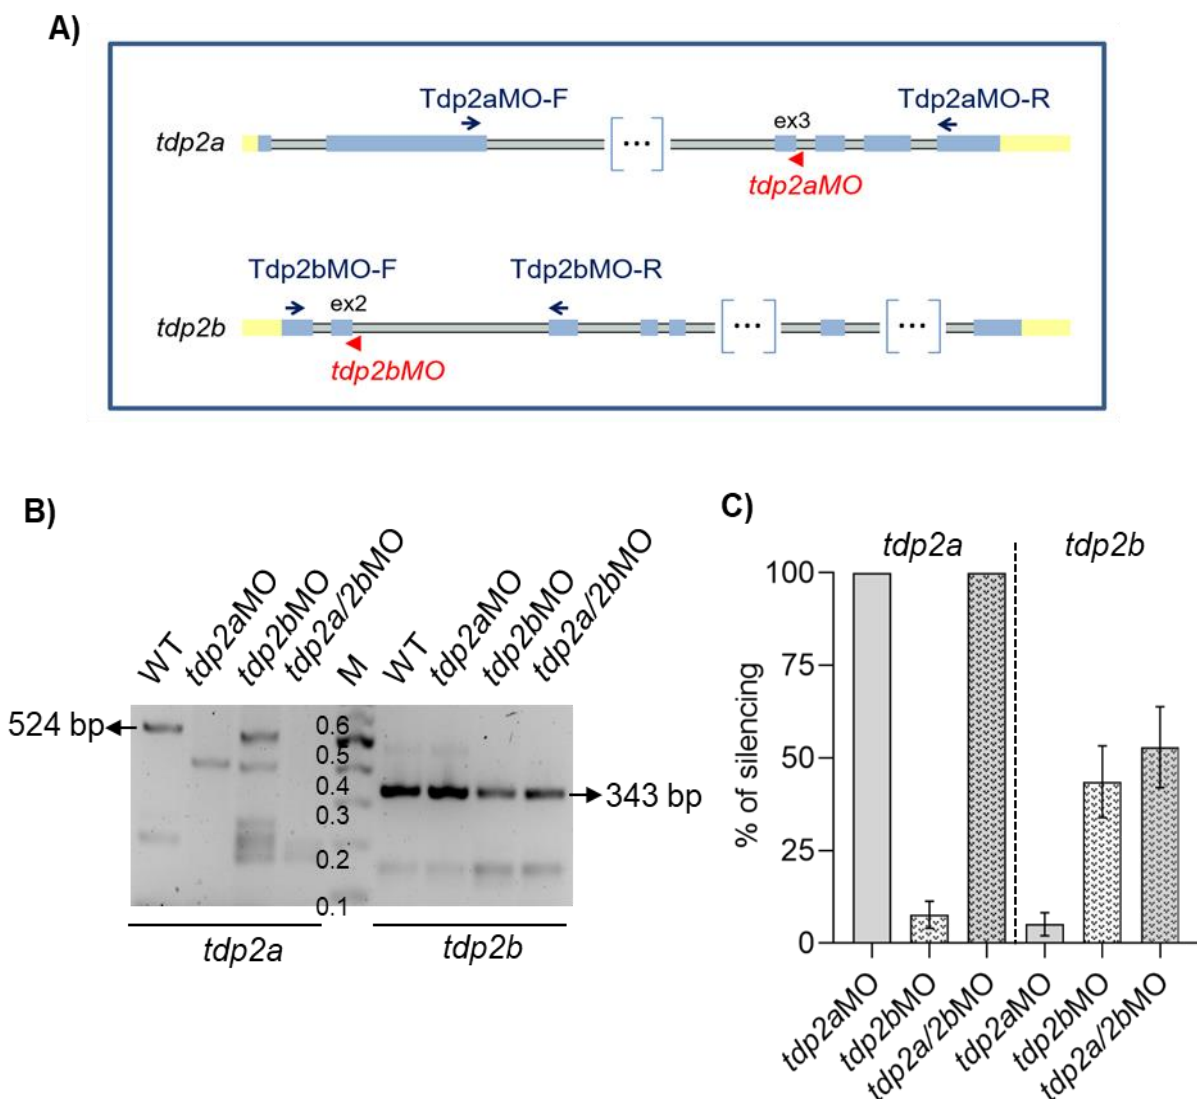 A)
Tdp2aMO-F
Tdp2aMO-R
ex3
tdp2a
...
tdp2aMO
Tdp2bMO-F
Tdp2bMO-R
ex2
tdp2b
...
...
tdp2bMO
B)
WT
tdp2aMO
tdp2bMO
tdp2a/2bMO
M
WT
tdp2aMO
tdp2bMO
tdp2a/2bMO
524 bp
0.6
0.5
0.4
0.3
0.2
0.1
343 bp
tdp2a
tdp2b
C)
tdp2a
tdp2b
% of silencing
100
75
50
25
0
tdp2aMO
tdp2bMO
tdp2a/2bMO
tdp2aMO
tdp2bMO
tdp2a/2bMO